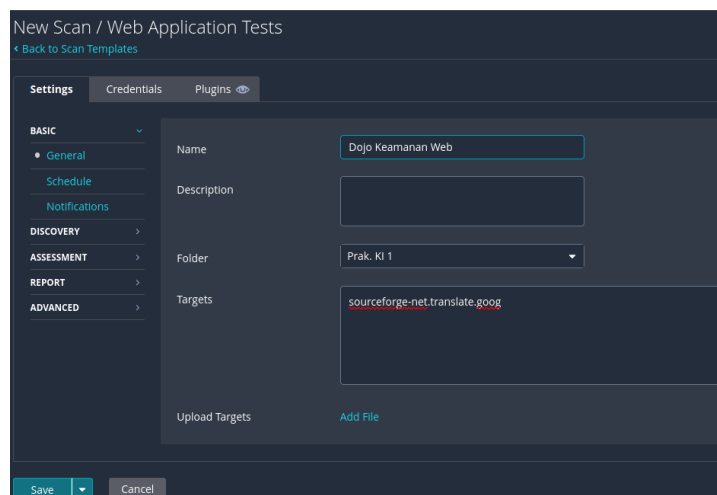 New Scan / Web Application Tests
‹ Back to Scan Templates
Settings Credentials Plugins
BASIC
General
Schedule
Notifications
DISCOVERY
ASSESSMENT
REPORT
ADVANCED
Name Dojo Keamanan Web
Description
Folder Prak. KI 1
Targets sourceforge-net.translate.goog
Upload Targets Add File
Save Cancel